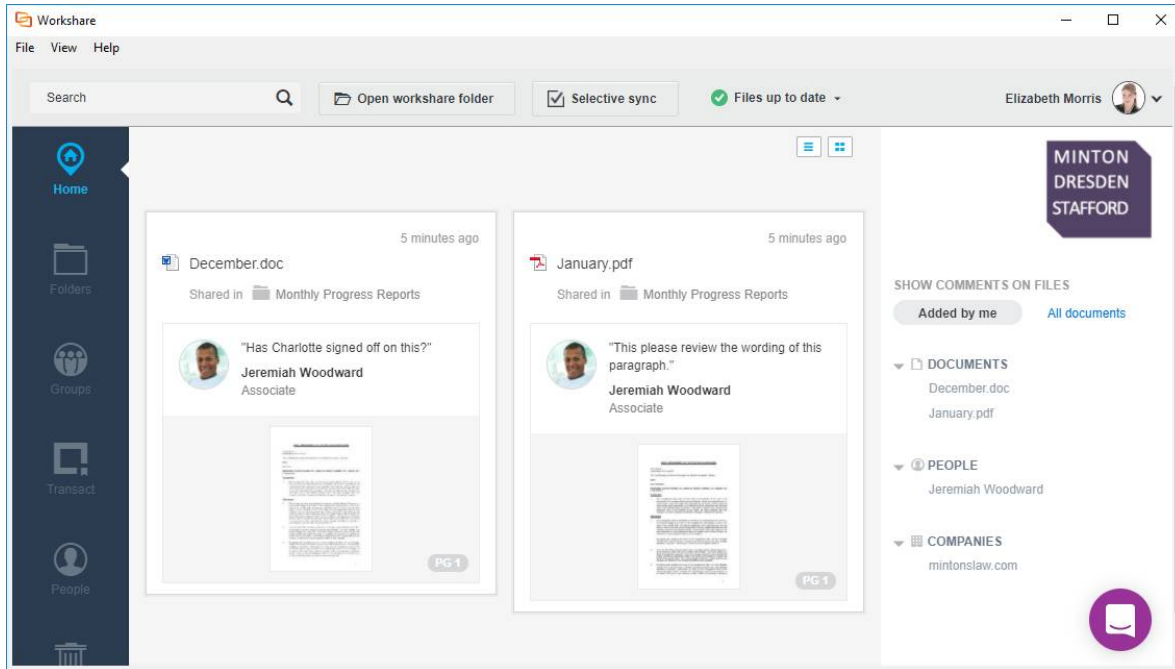 Workshare
File View Help
Search
Open workshare folder
Selective sync
Files up to date
Elizabeth Morris
Home
Folders
Groups
Transact
People
5 minutes ago
December.doc
Shared in Monthly Progress Reports
"Has Charlotte signed off on this?"
Jeremiah Woodward
Associate
PG 1
5 minutes ago
January.pdf
Shared in Monthly Progress Reports
"This please review the wording of this
paragraph."
Jeremiah Woodward
Associate
PG 1
MINTON
DRESDEN
STAFFORD
SHOW COMMENTS ON FILES
Added by me
All documents
DOCUMENTS
December.doc
January.pdf
PEOPLE
Jeremiah Woodward
COMPANIES
mintonslaw.com